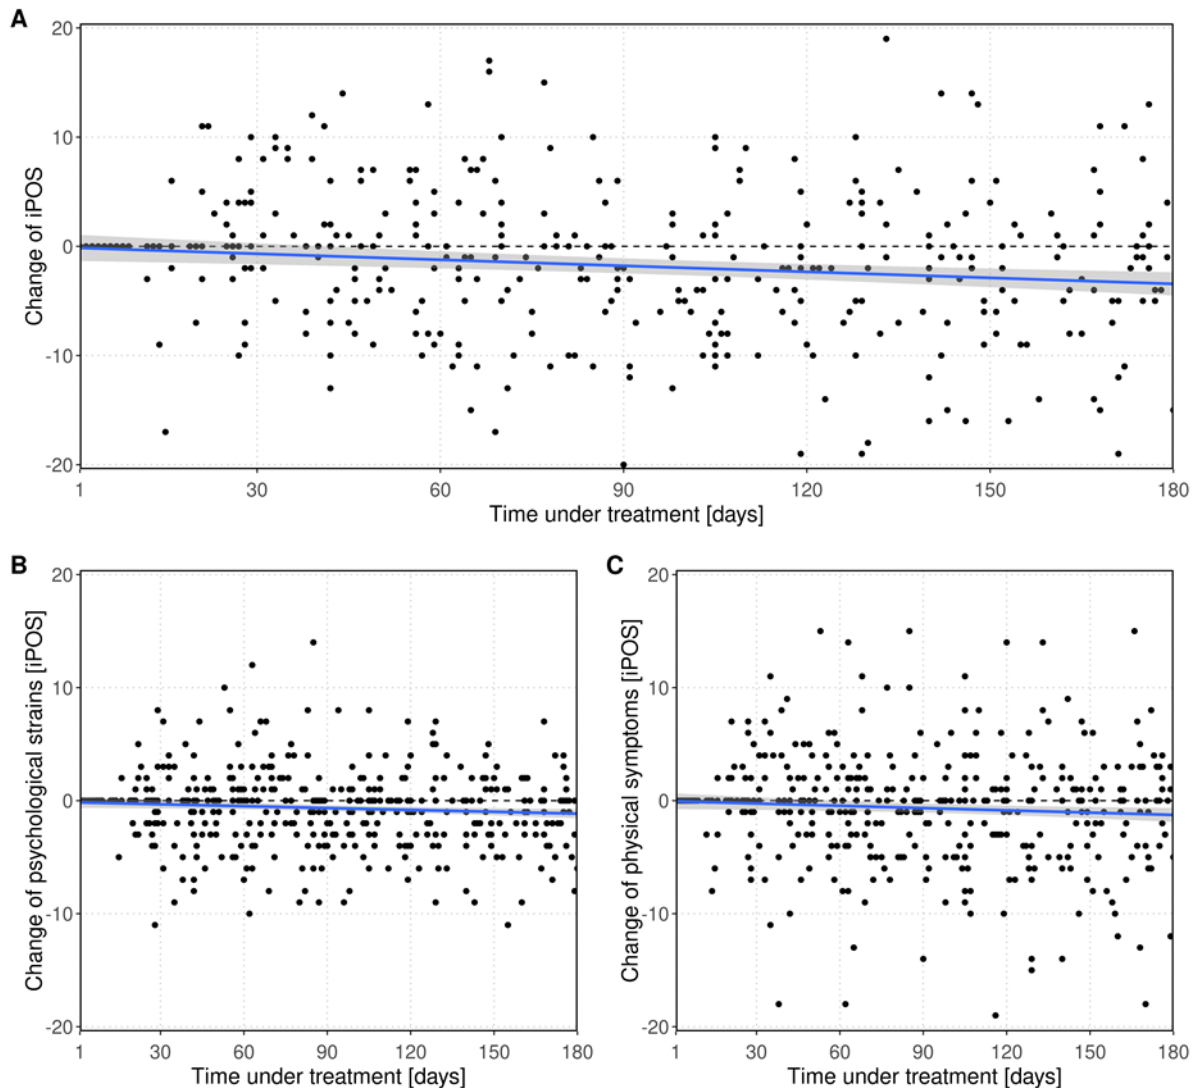 A
20
10
0
-10
-20
Change of iPOS
1 30 60 90 120 150 180
Time under treatment [days]
B
20
10
0
-10
-20
Change of psychological strains [iPOS]
1 30 60 90 120 150 180
Time under treatment [days]
C
20
10
0
-10
-20
Change of physical symptoms [iPOS]
1 30 60 90 120 150 180
Time under treatment [days]